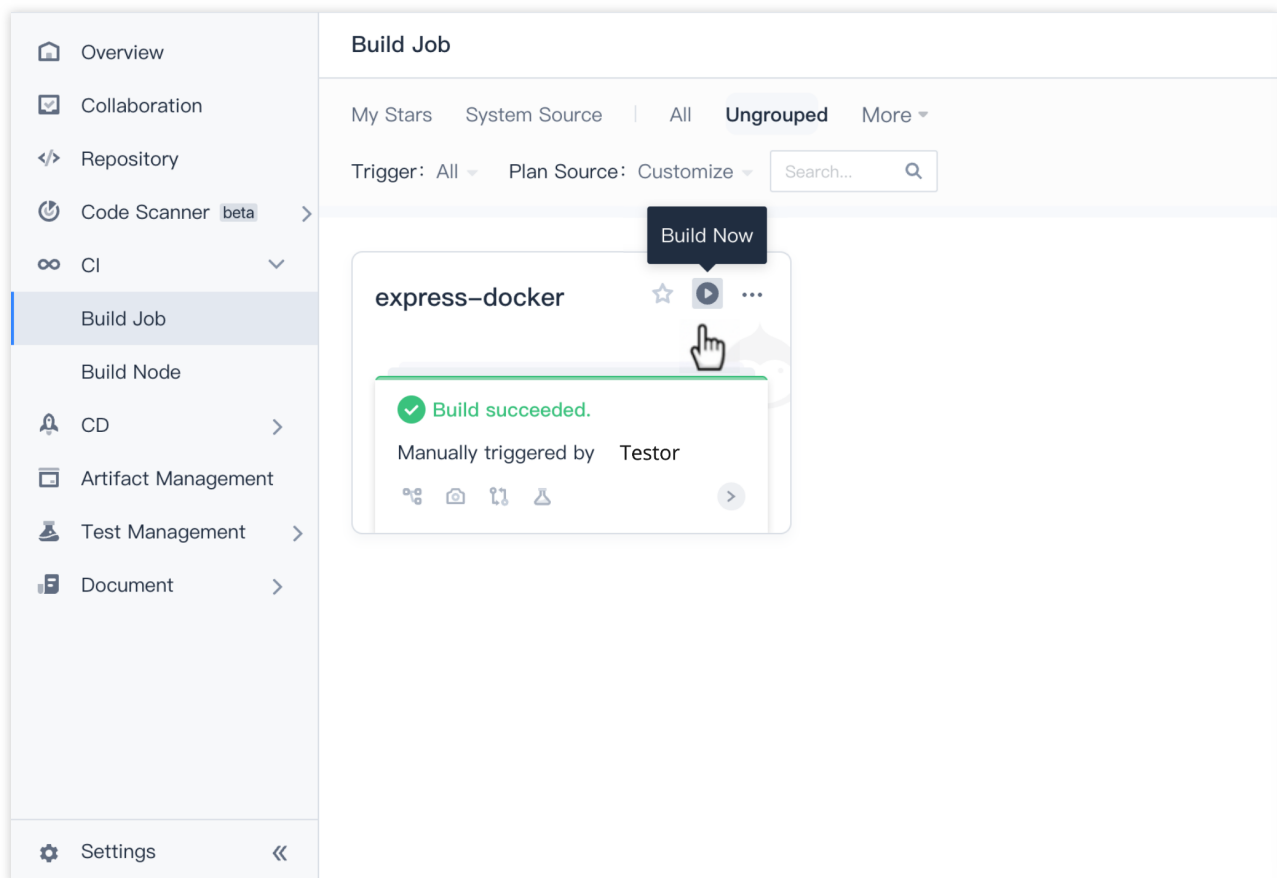 Overview
Collaboration
Repository
Code Scanner beta
CI
Build Job
Build Node
CD
Artifact Management
Test Management
Document
Settings
Build Job
My Stars System Source All Ungrouped More
Trigger: All Plan Source: Customize Search...
Build Now
express-docker
Build succeeded.
Manually triggered by Testor